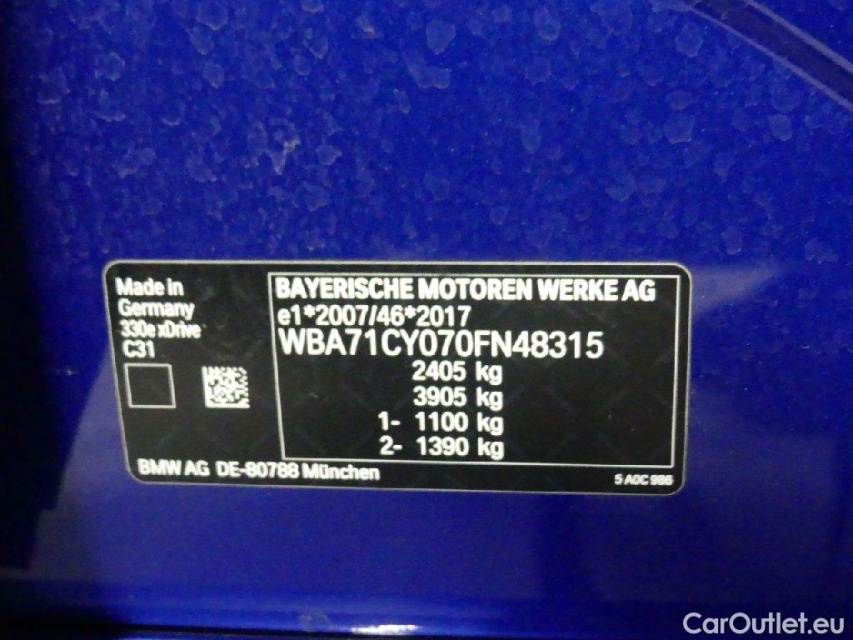 Made in
Germany
330e xDrive
C31
BAYERISCHE MOTOREN WERKE AG
e1*2007/46*2017
WBA71CY070FN48315
2405 kg
3905 kg
1- 1100 kg
2- 1390 kg
BMW AG DE-80788 München
5 A0C 986
CarOutlet.eu